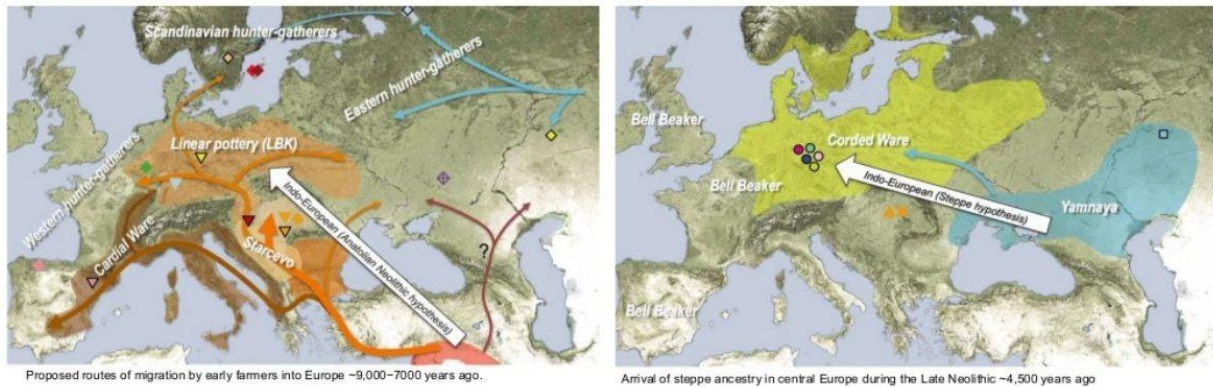 Scandinavian hunter-gatherers
Eastern hunter-gatherers
Linear pottery (LBK)
Western hunter-gatherers
Cardial Ware
Starcevo
Indo-European (Anatolian Neolithic hypothesis)
?
Proposed routes of migration by early farmers into Europe ~9,000−7000 years ago.
Bell Beaker
Corded Ware
Bell Beaker
Indo-European (Steppe hypothesis)
Yamnaya
Bell Beaker
Arrival of steppe ancestry in central Europe during the Late Neolithic ~4,500 years ago